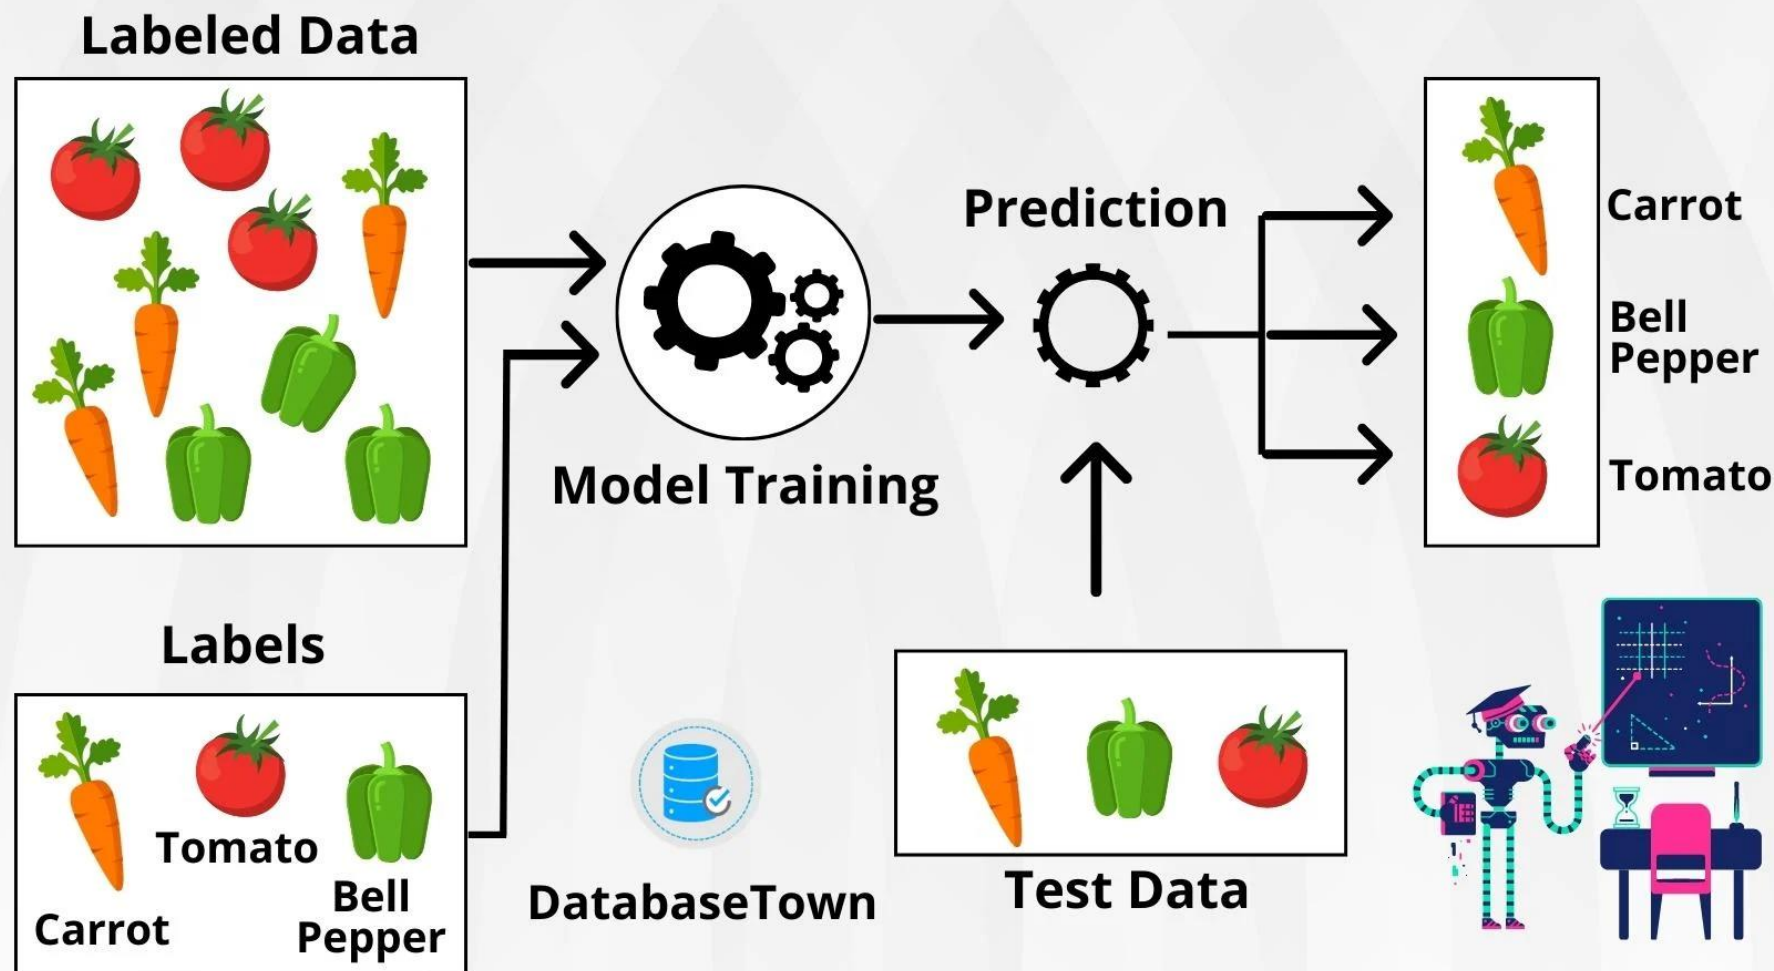 Labeled Data
Prediction
Carrot
Bell
Pepper
Tomato
Model Training
Labels
Tomato
Bell
Pepper
Carrot
DatabaseTown
Test Data